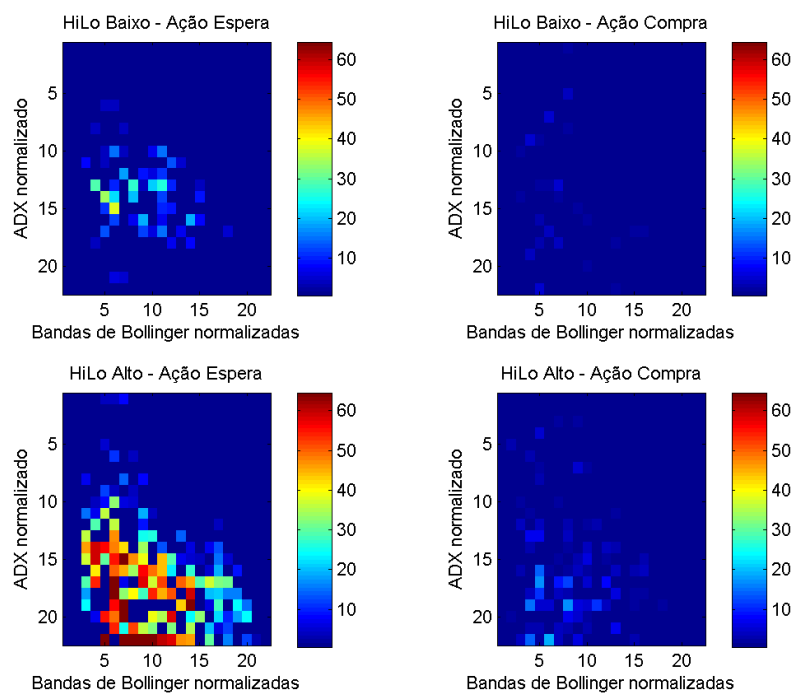 HiLo Baixo - Ação Espera
5
10
15
20
ADX normalizado
5 10 15 20
Bandas de Bollinger normalizadas
60
50
40
30
20
10
HiLo Baixo - Ação Compra
5
10
15
20
ADX normalizado
5 10 15 20
Bandas de Bollinger normalizadas
60
50
40
30
20
10
HiLo Alto - Ação Espera
5
10
15
20
ADX normalizado
5 10 15 20
Bandas de Bollinger normalizadas
60
50
40
30
20
10
HiLo Alto - Ação Compra
5
10
15
20
ADX normalizado
5 10 15 20
Bandas de Bollinger normalizadas
60
50
40
30
20
10